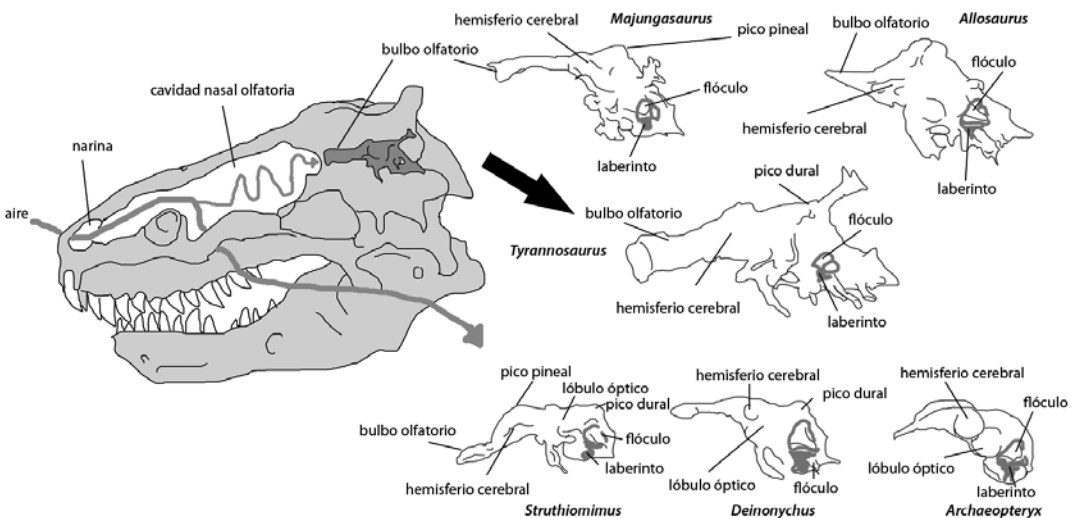 narina
cavidad nasal olfatoria
aire
bulbo olfatorio
hemisferio cerebral
Majungasaurus
pico pineal
flóculo
laberinto
Allosaurus
bulbo olfatorio
flóculo
hemisferio cerebral
laberinto
Tyrannosaurus
bulbo olfatorio
pico dural
flóculo
hemisferio cerebral
laberinto
pico pineal
lóbulo óptico
pico dural
bulbo olfatorio
flóculo
laberinto
hemisferio cerebral
Struthiomimus
hemisferio cerebral
pico dural
lóbulo óptico
flóculo
Deinonychus
hemisferio cerebral
flóculo
lóbulo óptico
laberinto
Archaeopteryx